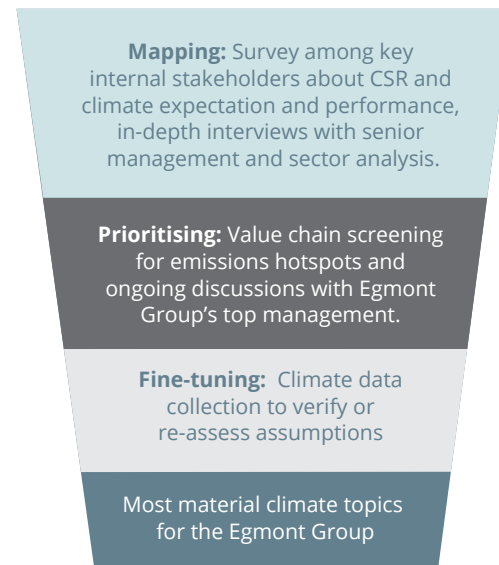 Mapping: Survey among key
internal stakeholders about CSR and
climate expectation and performance,
in-depth interviews with senior
management and sector analysis.
Prioritising: Value chain screening
for emissions hotspots and
ongoing discussions with Egmont
Group's top management.
Fine-tuning: Climate data
collection to verify or
re-assess assumptions
Most material climate topics
for the Egmont Group